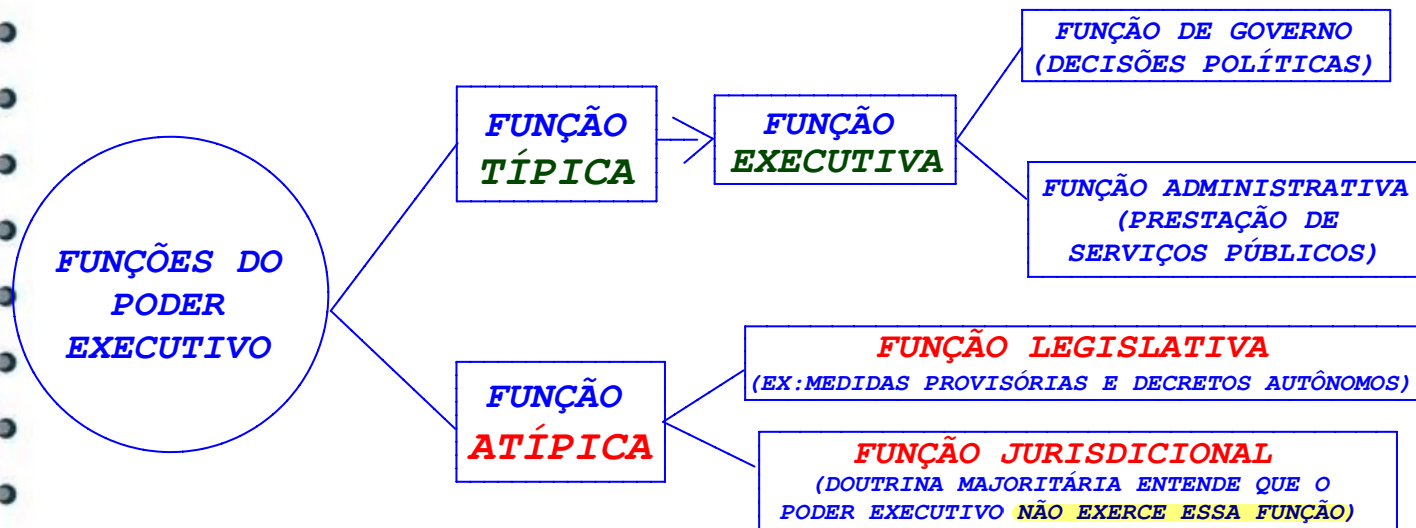 FUNÇÕES DO
PODER
EXECUTIVO
FUNÇÃO
TÍPICA
FUNÇÃO
EXECUTIVA
FUNÇÃO DE GOVERNO
(DECISÕES POLÍTICAS)
FUNÇÃO ADMINISTRATIVA
(PRESTAÇÃO DE
SERVIÇOS PÚBLICOS)
FUNÇÃO
ATÍPICA
FUNÇÃO LEGISLATIVA
(EX:MEDIDAS PROVISÓRIAS E DECRETOS AUTÔNOMOS)
FUNÇÃO JURISDICIONAL
(DOUTRINA MAJORITÁRIA ENTENDE QUE O
PODER EXECUTIVO NÃO EXERCE ESSA FUNÇÃO)